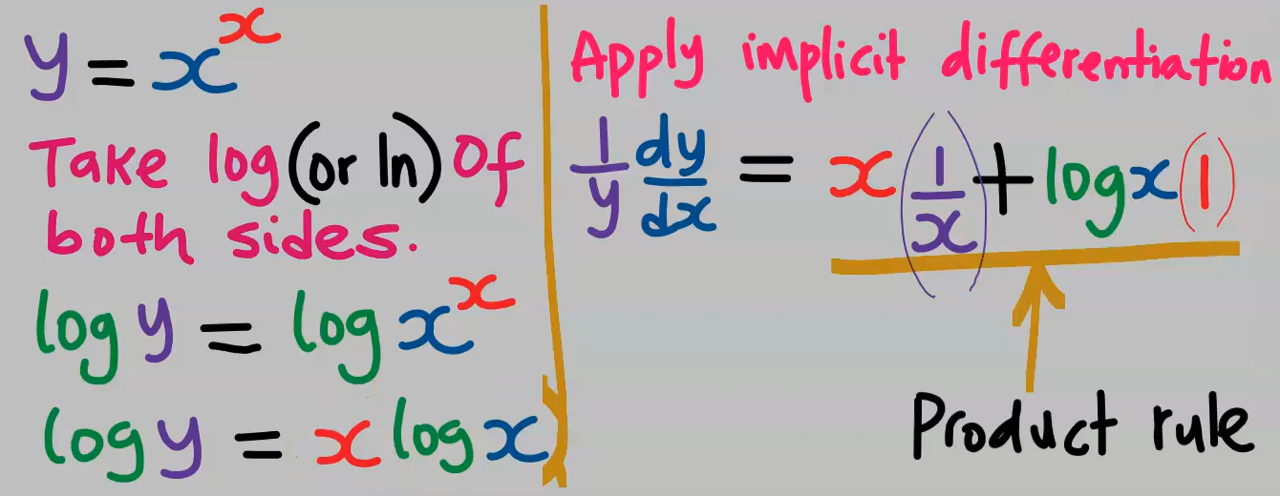 y = x^x
Take log (or ln) Of
both sides.
log y = log x^x
log y = x log x
Apply implicit differentiation
1/y dy/dx = x(1/x) + log x(1)
Product rule